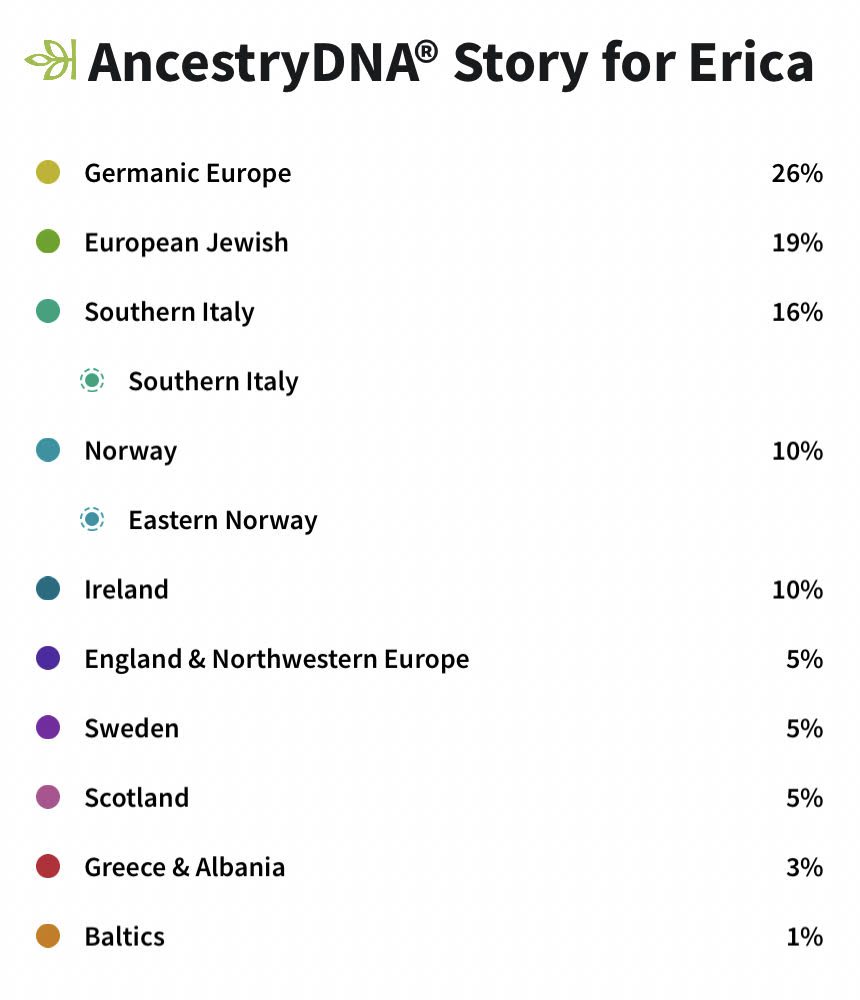 AncestryDNA® Story for Erica
Germanic Europe 26%
European Jewish 19%
Southern Italy 16%
Southern Italy
Norway 10%
Eastern Norway
Ireland 10%
England & Northwestern Europe 5%
Sweden 5%
Scotland 5%
Greece & Albania 3%
Baltics 1%